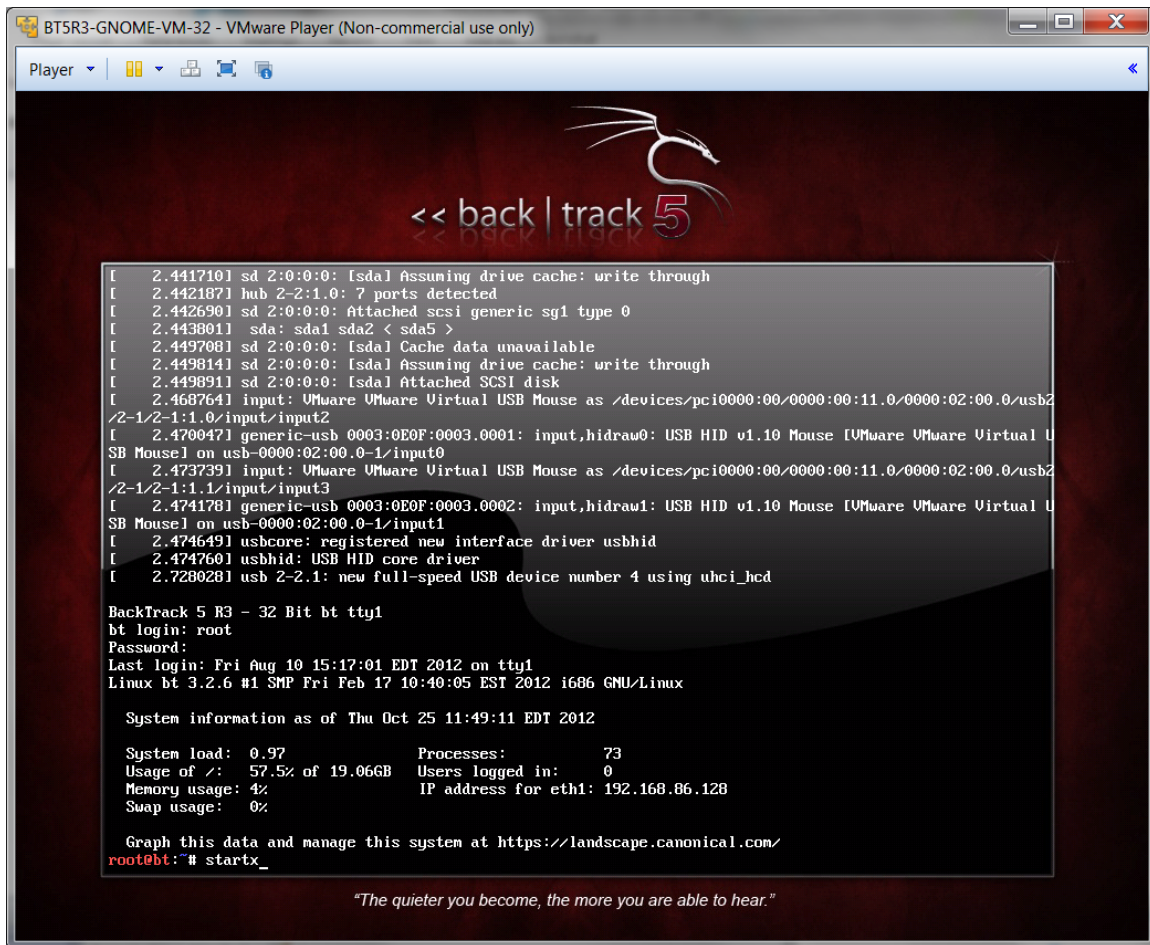 BT5R3-GNOME-VM-32 - VMware Player (Non-commercial use only)
Player
<< back | track 5
[    2.441710] sd 2:0:0:0: [sda] Assuming drive cache: write through
[    2.442187] hub 2-2:1.0: 7 ports detected
[    2.442690] sd 2:0:0:0: Attached scsi generic sg1 type 0
[    2.443801]  sda: sda1 sda2 < sda5 >
[    2.449708] sd 2:0:0:0: [sda] Cache data unavailable
[    2.449814] sd 2:0:0:0: [sda] Assuming drive cache: write through
[    2.449891] sd 2:0:0:0: [sda] Attached SCSI disk
[    2.468764] input: VMware VMware Virtual USB Mouse as /devices/pci0000:00/0000:00:11.0/0000:02:00.0/usb2
/2-1/2-1:1.0/input/input2
[    2.470047] generic-usb 0003:0E0F:0003.0001: input,hidraw0: USB HID v1.10 Mouse [VMware VMware Virtual U
SB Mouse] on usb-0000:02:00.0-1/input0
[    2.473739] input: VMware VMware Virtual USB Mouse as /devices/pci0000:00/0000:00:11.0/0000:02:00.0/usb2
/2-1/2-1:1.1/input/input3
[    2.474178] generic-usb 0003:0E0F:0003.0002: input,hidraw1: USB HID v1.10 Mouse [VMware VMware Virtual U
SB Mouse] on usb-0000:02:00.0-1/input1
[    2.474649] usbcore: registered new interface driver usbhid
[    2.474760] usbhid: USB HID core driver
[    2.728028] usb 2-2.1: new full-speed USB device number 4 using uhci_hcd
BackTrack 5 R3 - 32 Bit bt tty1
bt login: root
Password:
Last login: Fri Aug 10 15:17:01 EDT 2012 on tty1
Linux bt 3.2.6 #1 SMP Fri Feb 17 10:40:05 EST 2012 i686 GNU/Linux
System information as of Thu Oct 25 11:49:11 EDT 2012
System load:  0.97                Processes:           73
Usage of /:   57.5% of 19.06GB   Users logged in:     0
Memory usage: 4%                 IP address for eth1: 192.168.86.128
Swap usage:   0%
Graph this data and manage this system at https://landscape.canonical.com/
root@bt:~# startx_
“The quieter you become, the more you are able to hear.”